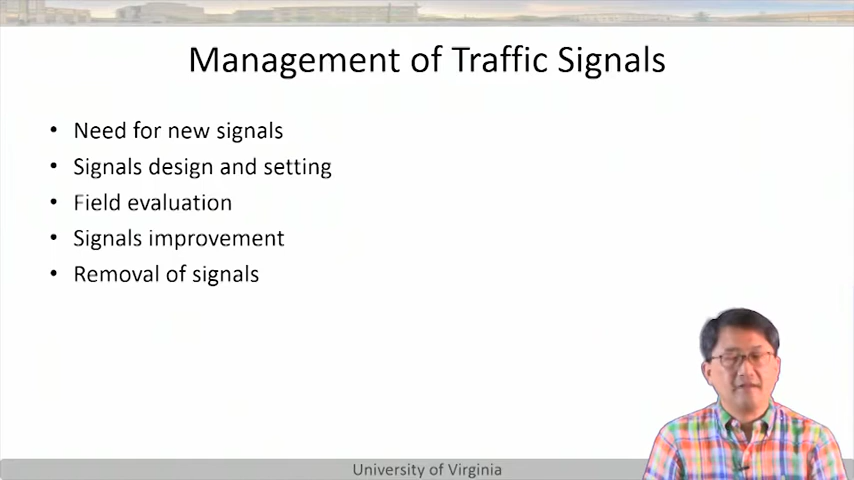 Management of Traffic Signals
• Need for new signals
• Signals design and setting
• Field evaluation
• Signals improvement
• Removal of signals
University of Virginia